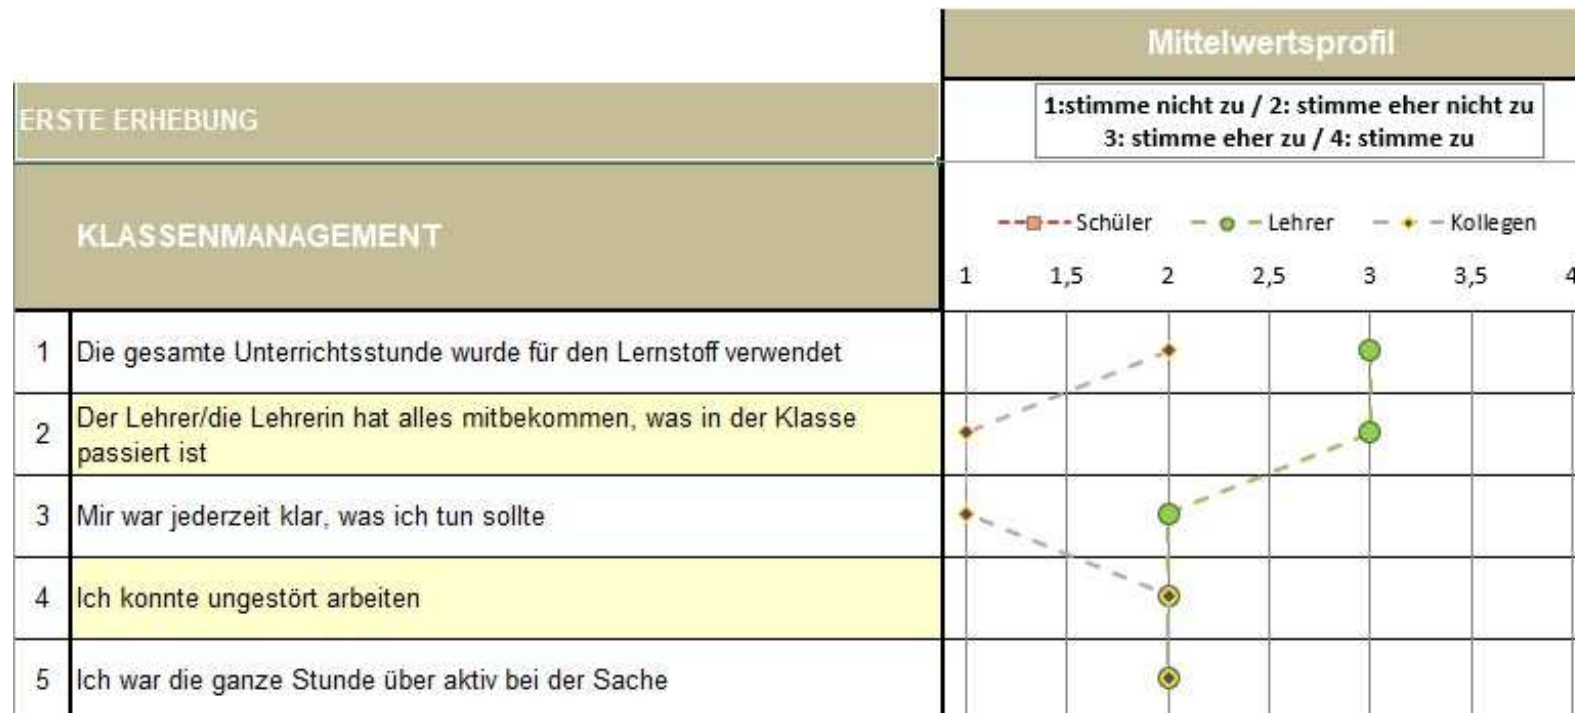 Mittelwertsprofil
ERSTE ERHEBUNG
1:stimme nicht zu / 2: stimme eher nicht zu
3: stimme eher zu / 4: stimme zu
KLASSENMANAGEMENT
Schüler Lehrer Kollegen
1 1,5 2 2,5 3 3,5 4
1 Die gesamte Unterrichtsstunde wurde für den Lernstoff verwendet
2 Der Lehrer/die Lehrerin hat alles mitbekommen, was in der Klasse
passiert ist
3 Mir war jederzeit klar, was ich tun sollte
4 Ich konnte ungestört arbeiten
5 Ich war die ganze Stunde über aktiv bei der Sache